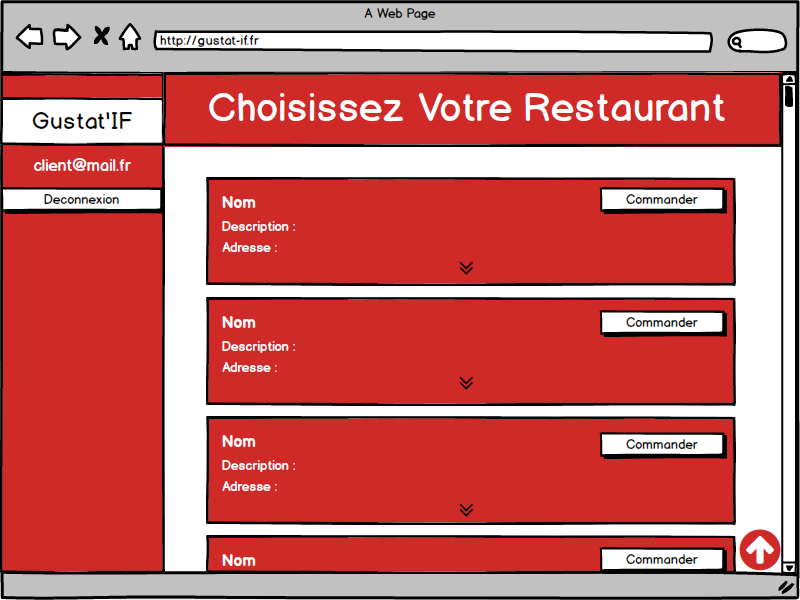 A Web Page
http://gustat-if.fr
Gustat'IF
client@mail.fr
Deconnexion
Choisissez Votre Restaurant
Nom
Commander
Description :
Adresse :
Nom
Commander
Description :
Adresse :
Nom
Commander
Description :
Adresse :
Nom
Commander